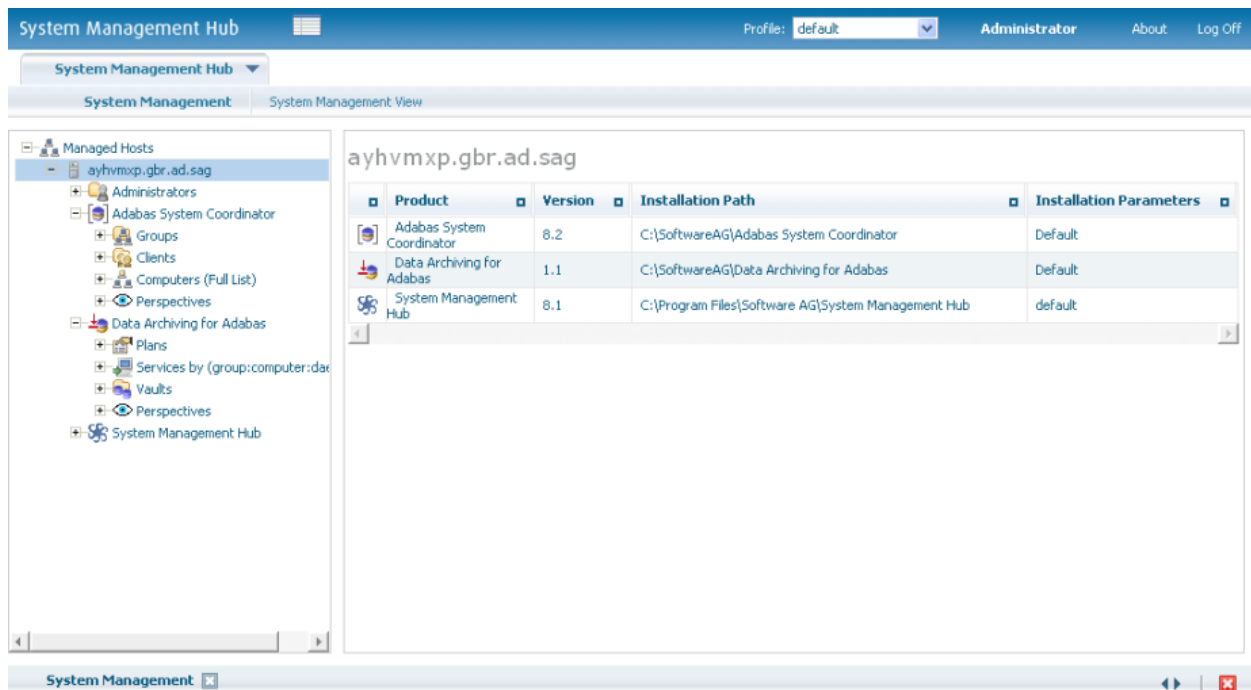 System Management Hub
Profile: default
Administrator
About
Log Off
System Management Hub
System Management
System Management View
Managed Hosts
ayhvmxp.gbr.ad.sag
Administrators
Adabas System Coordinator
Groups
Clients
Computers (Full List)
Perspectives
Data Archiving for Adabas
Plans
Services by (group:computer:dae
Vaults
Perspectives
System Management Hub
ayhvmxp.gbr.ad.sag
Product Version Installation Path Installation Parameters
Adabas System Coordinator 8.2 C:\SoftwareAG\Adabas System Coordinator Default
Data Archiving for Adabas 1.1 C:\SoftwareAG\Data Archiving for Adabas Default
System Management Hub 8.1 C:\Program Files\Software AG\System Management Hub default
System Management